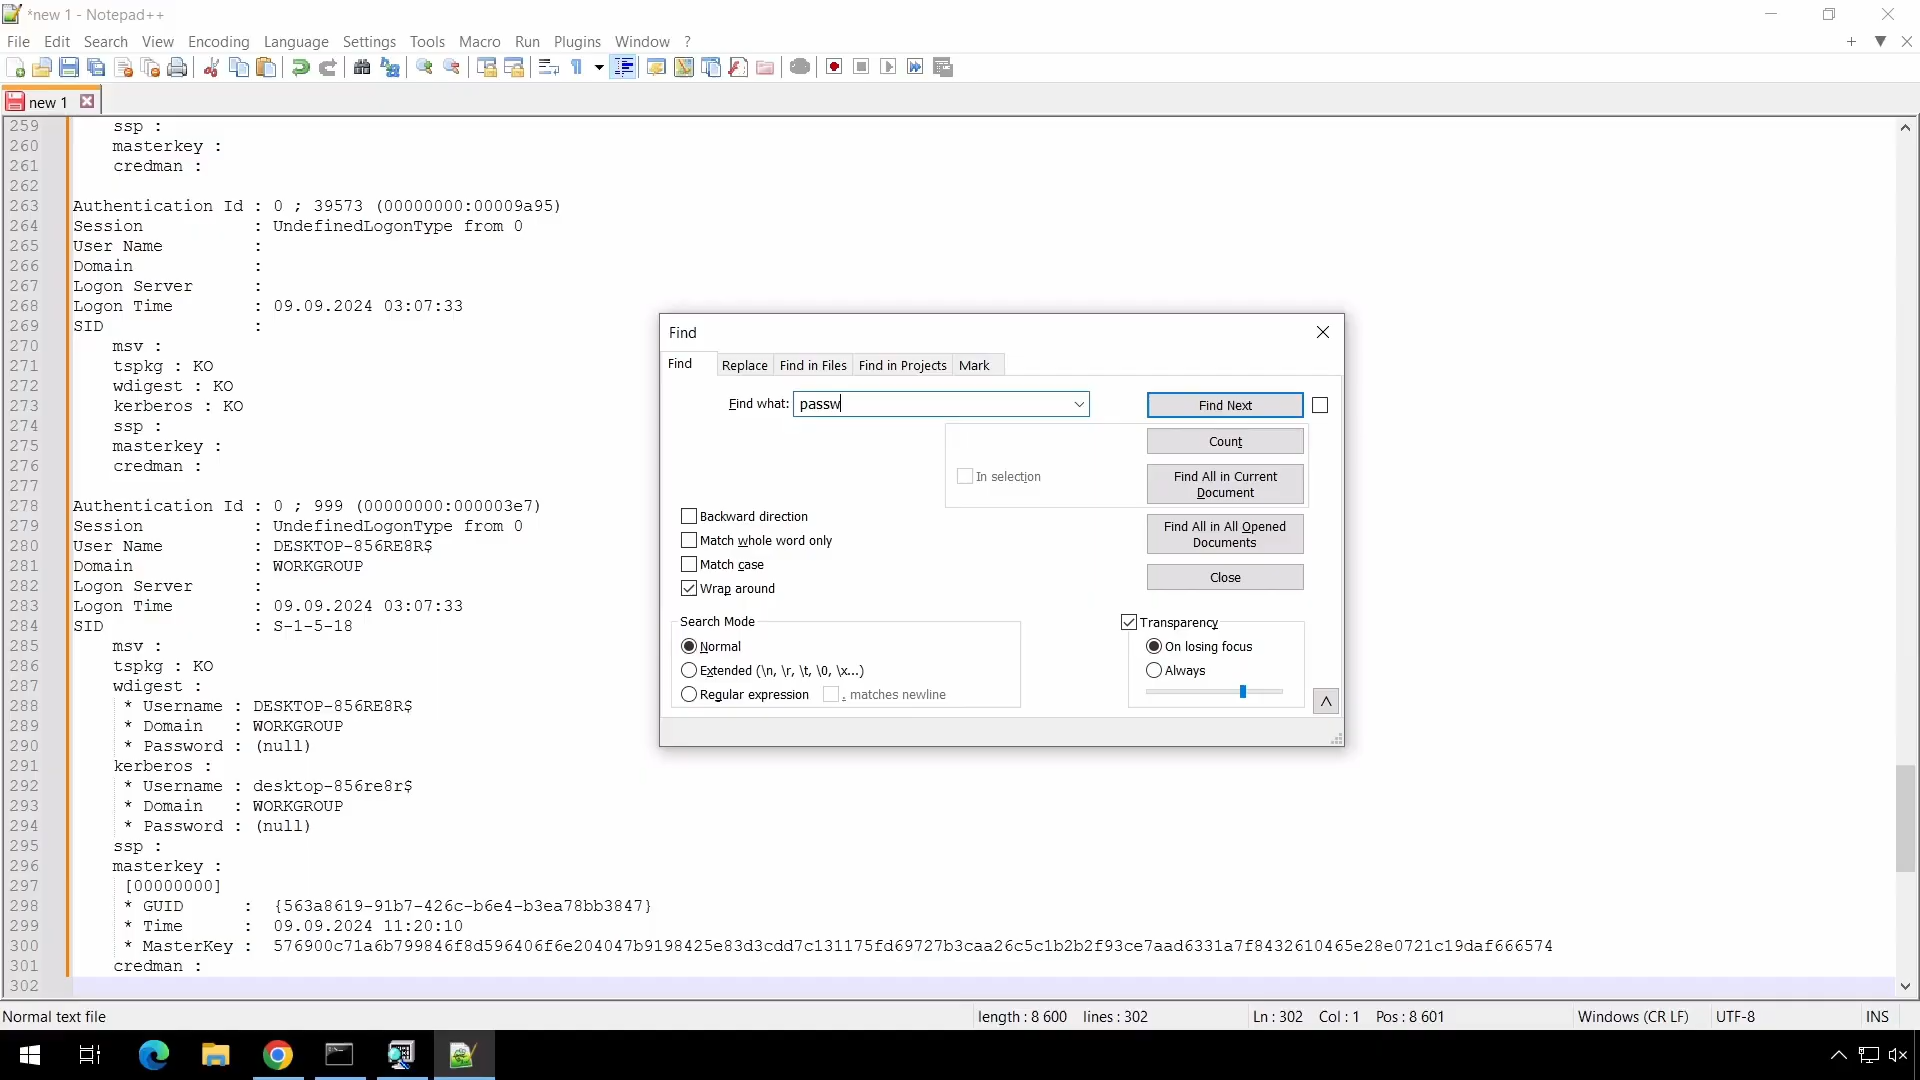 *new 1 - Notepad++
File Edit Search View Encoding Language Settings Tools Macro Run Plugins Window ?
new 1
259 ssp :
260 masterkey :
261 credman :
262
263 Authentication Id : 0 ; 39573 (00000000:00009a95)
264 Session : UndefinedLogonType from 0
265 User Name :
266 Domain :
267 Logon Server :
268 Logon Time : 09.09.2024 03:07:33
269 SID :
270 msv :
271 tspkg : KO
272 wdigest : KO
273 kerberos : KO
274 ssp :
275 masterkey :
276 credman :
277
278 Authentication Id : 0 ; 999 (00000000:000003e7)
279 Session : UndefinedLogonType from 0
280 User Name : DESKTOP-856RE8R$
281 Domain : WORKGROUP
282 Logon Server :
283 Logon Time : 09.09.2024 03:07:33
284 SID : S-1-5-18
285 msv :
286 tspkg : KO
287 wdigest :
288 * Username : DESKTOP-856RE8R$
289 * Domain : WORKGROUP
290 * Password : (null)
291 kerberos :
292 * Username : desktop-856re8r$
293 * Domain : WORKGROUP
294 * Password : (null)
295 ssp :
296 masterkey :
297 [00000000]
298 * GUID : {563a8619-91b7-426c-b6e4-b3ea78bb3847}
299 * Time : 09.09.2024 11:20:10
300 * MasterKey : 576900c71a6b799846f8d596406f6e204047b9198425e83d3cdd7c131175fd69727b3caa26c5c1b2b2f93ce7aad6331a7f8432610465e28e0721c19daf666574
301 credman :
302
Find
Find Replace Find in Files Find in Projects Mark
Find what: passw
Find Next
Count
In selection
Find All in Current
Document
Backward direction
Find All in All Opened
Documents
Match whole word only
Match case
Close
Wrap around
Search Mode
Transparency
Normal
On losing focus
Extended (\n, \r, \t, \0, \x...)
Always
Regular expression
. matches newline
Normal text file
length : 8 600 lines : 302
Ln : 302 Col : 1 Pos : 8 601
Windows (CR LF)
UTF-8
INS